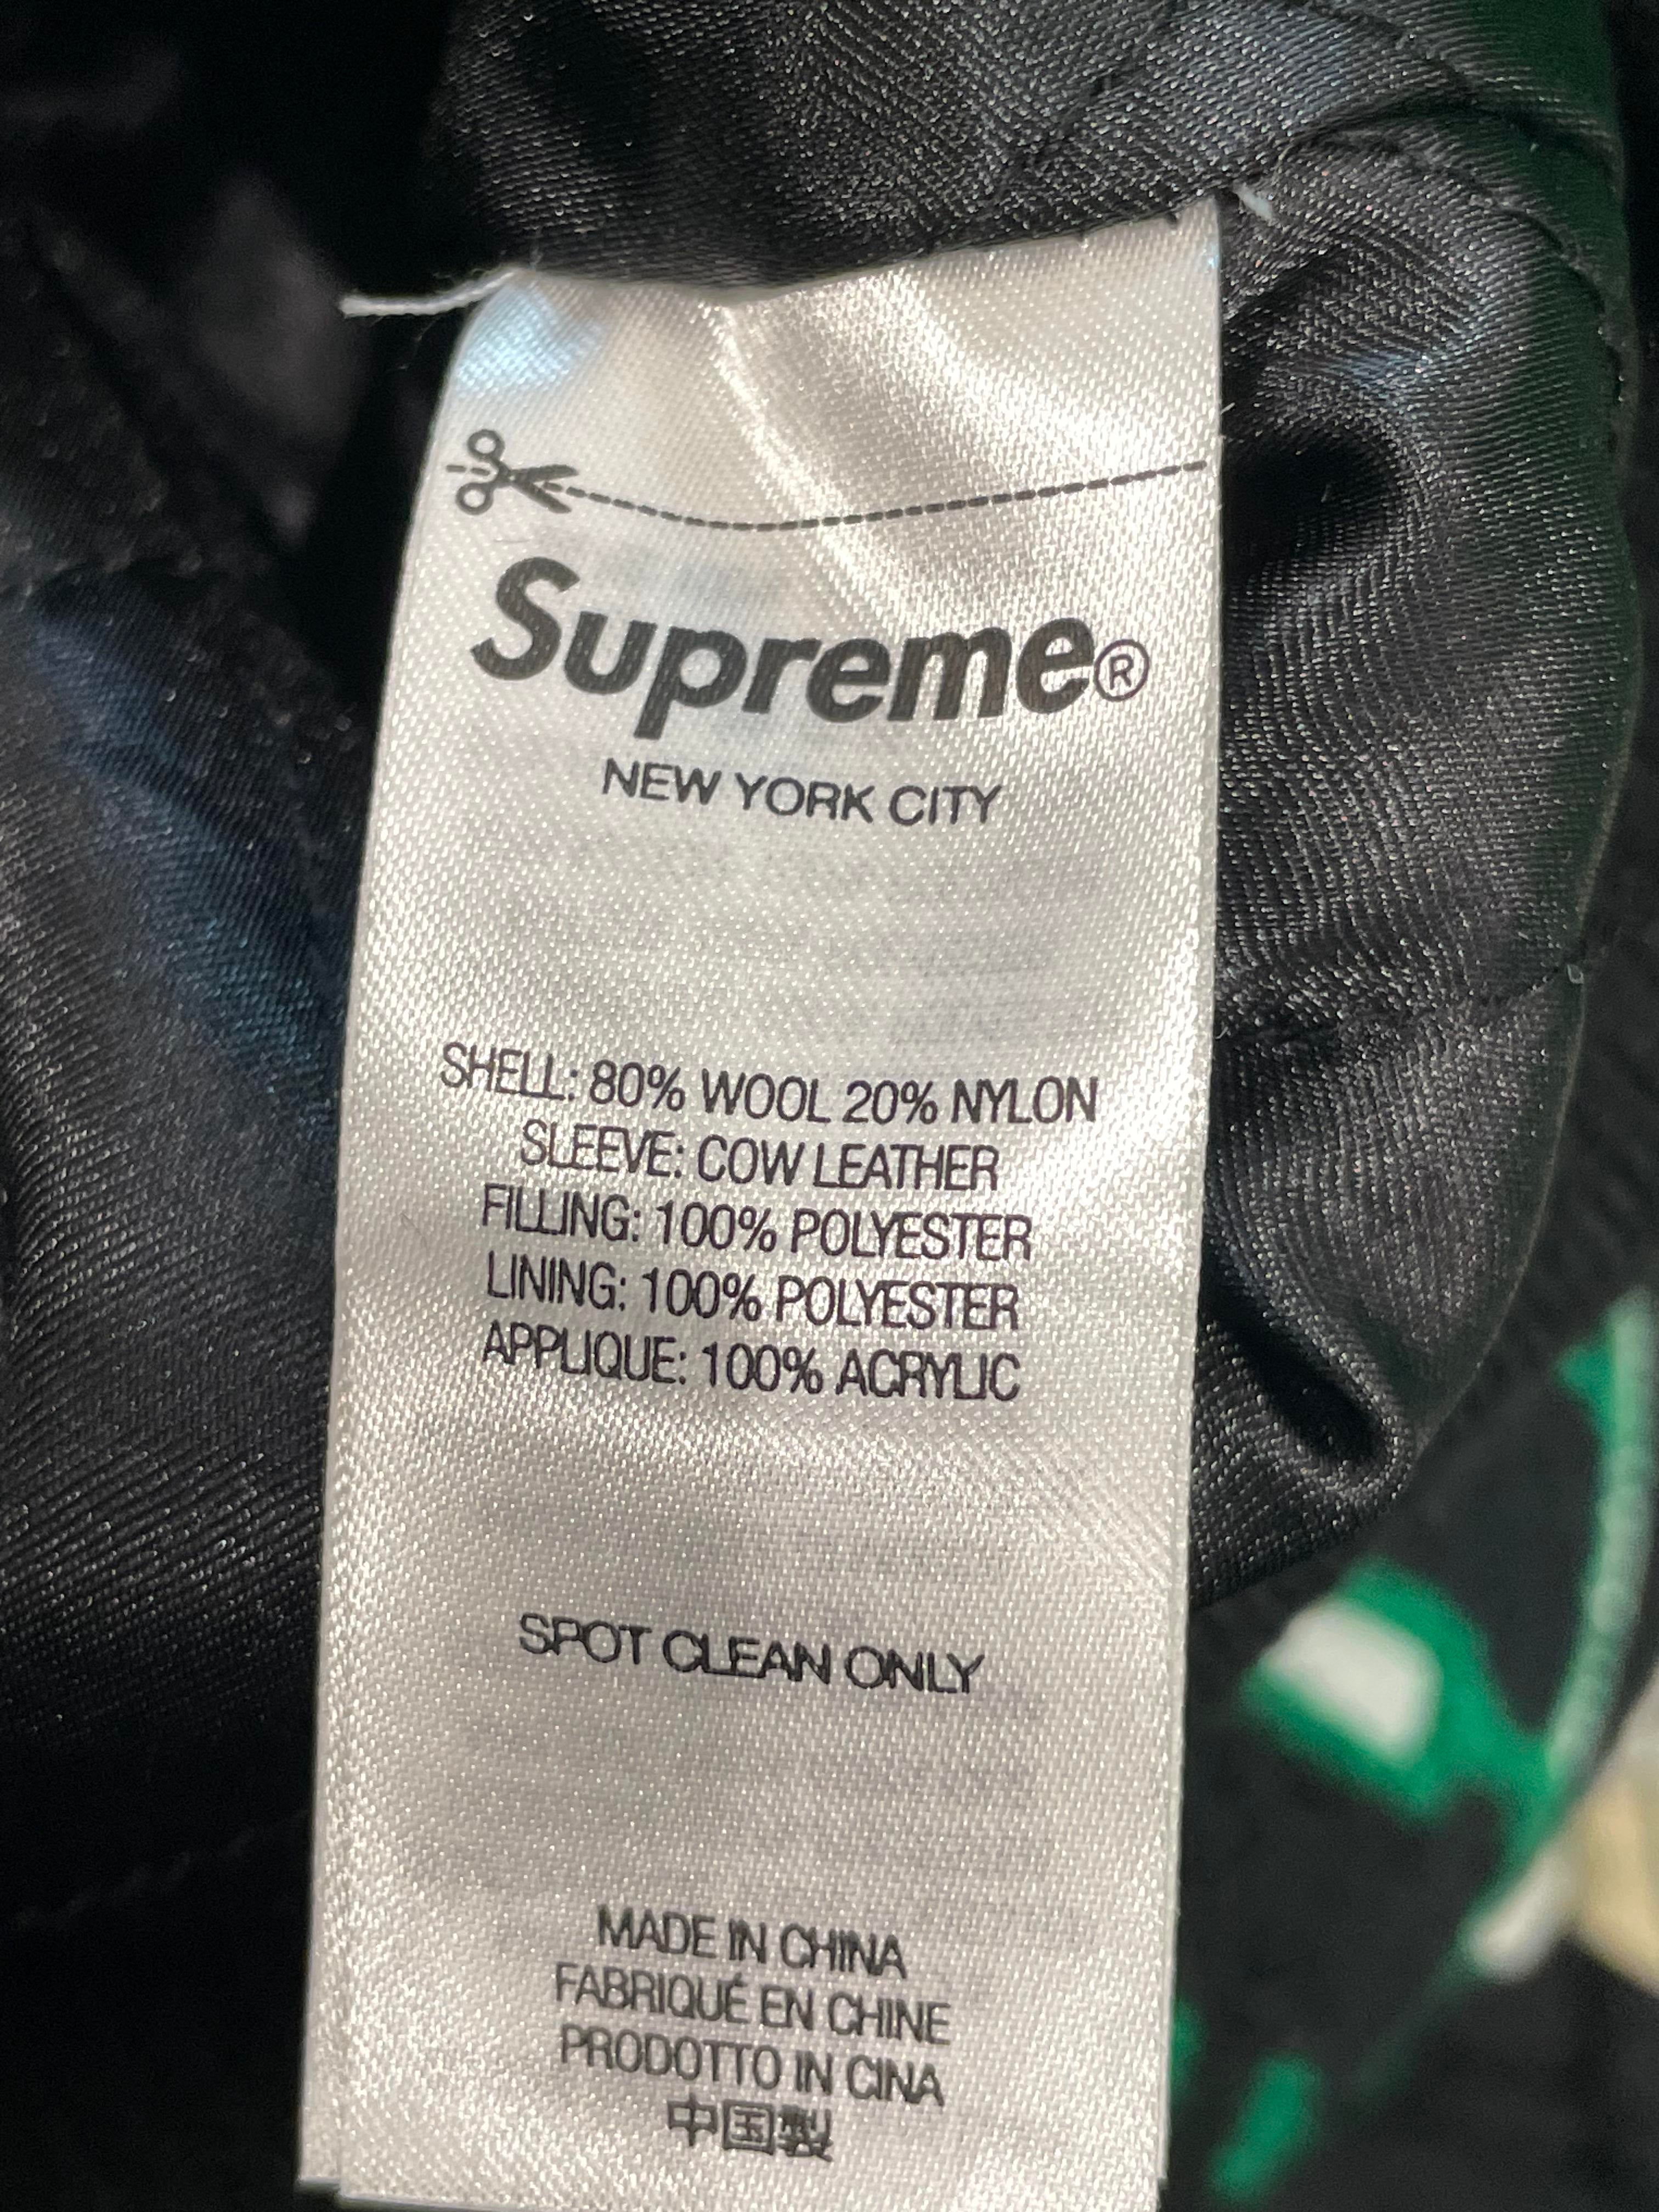 Supreme®
NEW YORK CITY
SHELL: 80% WOOL 20% NYLON
SLEEVE: COW LEATHER
FILLING: 100% POLYESTER
LINING: 100% POLYESTER
APPLIQUE: 100% ACRYLIC
SPOT CLEAN ONLY
MADE IN CHINA
FABRIQUÉ EN CHINE
PRODOTTO IN CINA
中国製